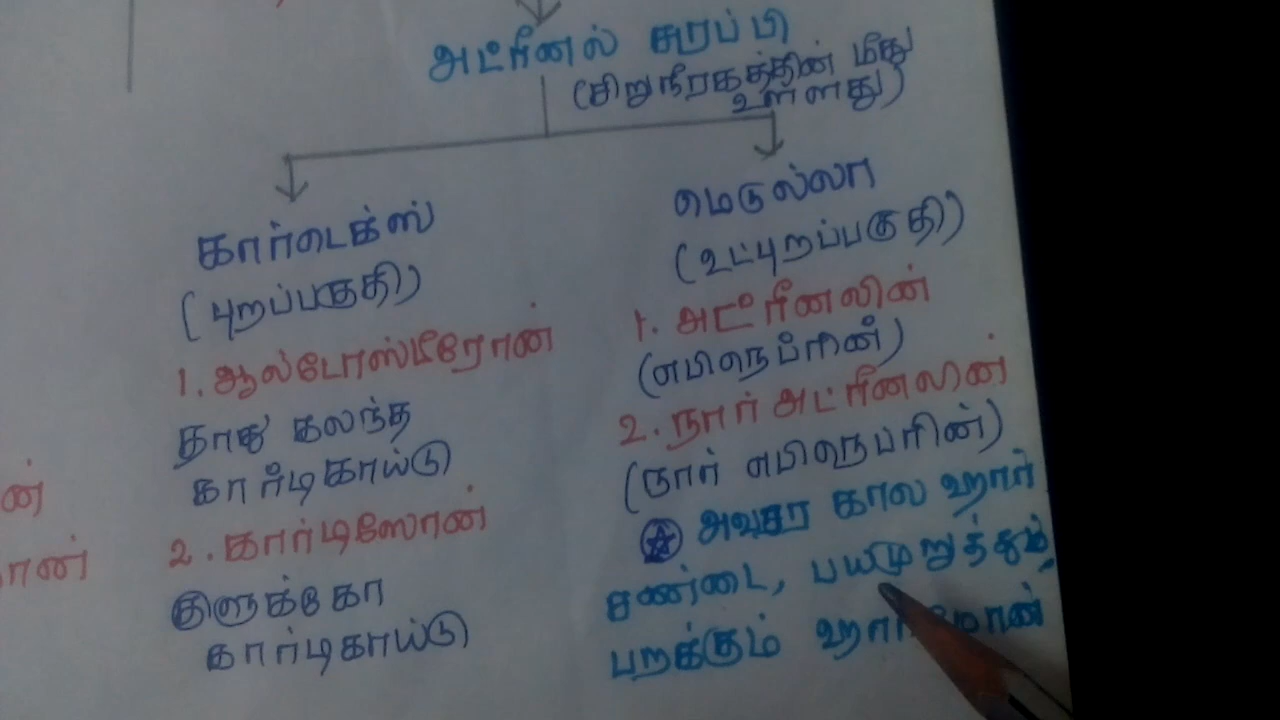 அட்ரீனல் சுரப்பி
(சிறுநீரகத்தின் மீது
உள்ளது)
கார்டெக்ஸ்
(புறப்பகுதி)
1. ஆல்டோஸ்டீரோன்
தாது கலந்த
கார்டிகாய்டு
2. கார்டிஸோன்
குளுக்கோ
கார்டிகாய்டு
மெடுல்லா
(உட்புறப்பகுதி)
1. அட்ரீனலின்
(எபிநெப்ரின்)
2. நார் அட்ரீனலின்
(நார் எபிநெப்ரின்)
அவசர கால ஹார்
சண்டை, பயமுறுத்தும்,
பறக்கும் ஹார்மோன்